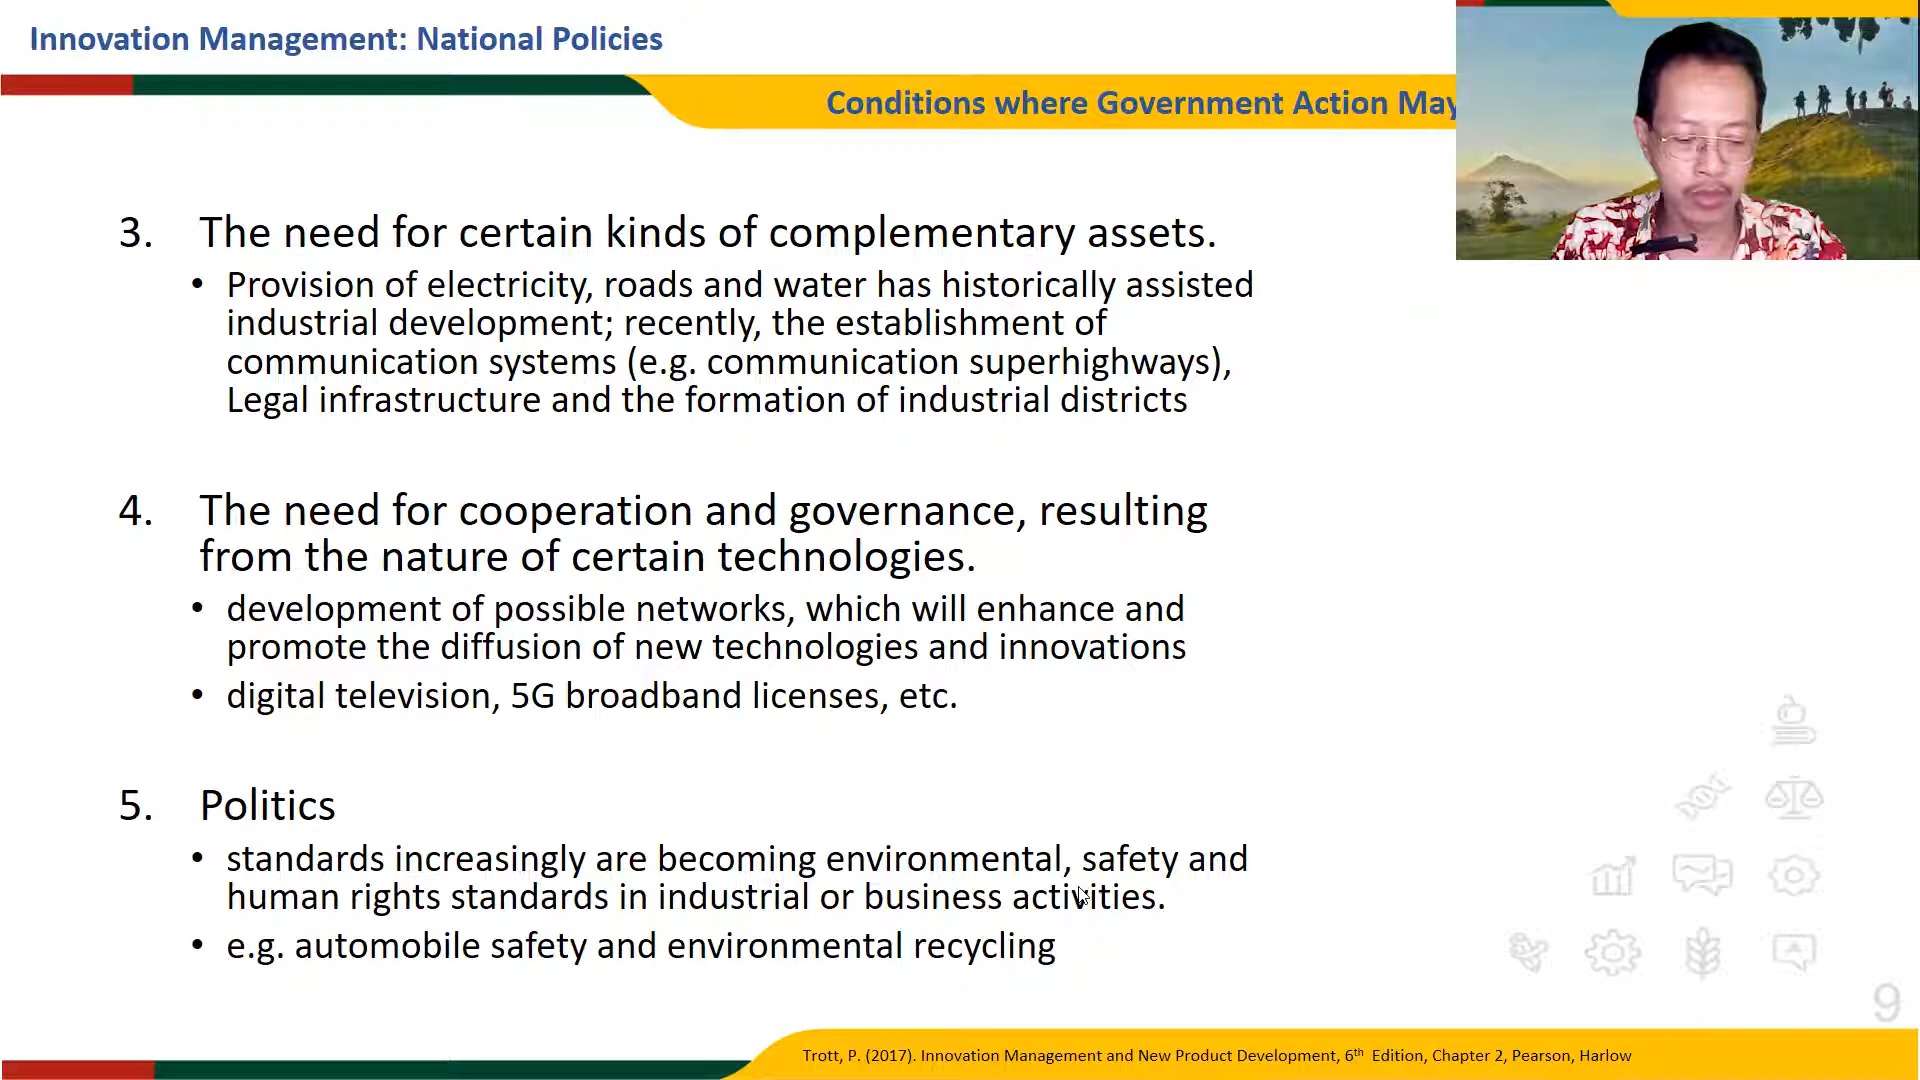 Innovation Management: National Policies
Conditions where Government Action May
3. The need for certain kinds of complementary assets.
• Provision of electricity, roads and water has historically assisted
industrial development; recently, the establishment of
communication systems (e.g. communication superhighways),
Legal infrastructure and the formation of industrial districts
4. The need for cooperation and governance, resulting
from the nature of certain technologies.
• development of possible networks, which will enhance and
promote the diffusion of new technologies and innovations
• digital television, 5G broadband licenses, etc.
5. Politics
• standards increasingly are becoming environmental, safety and
human rights standards in industrial or business activities.
• e.g. automobile safety and environmental recycling
9
Trott, P. (2017). Innovation Management and New Product Development, 6th Edition, Chapter 2, Pearson, Harlow